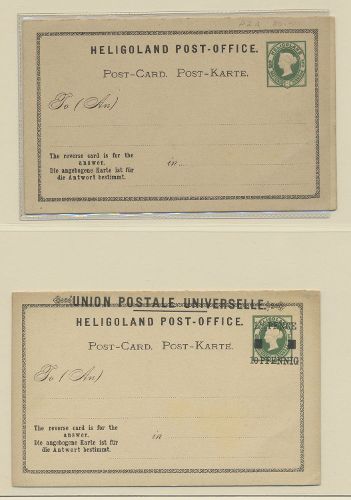 HELIGOLAND POST-OFFICE.
HELIGOLAND
Post-Card. Post-Karte.
To (An)
The reverse card is for the
answer.
Die angebogene Karte ist für
die Antwort bestimmt.
in
UNION POSTALE UNIVERSELLE.
HELIGOLAND POST-OFFICE.
PENCE
Post-Card. Post-Karte.
10 PFENNIG
To (An)
The reverse card is for the
answer.
Die angebogene Karte ist für
die Antwort bestimmt.
in